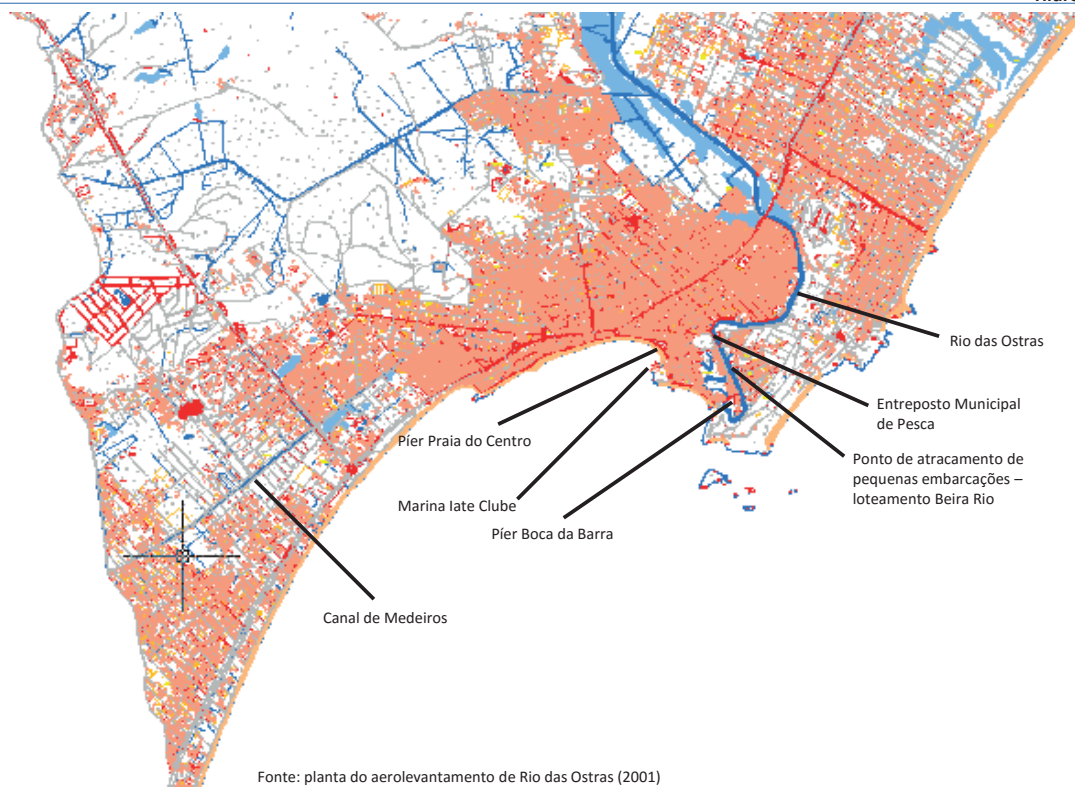 Rio das Ostras
Entreposto Municipal
de Pesca
Píer Praia do Centro
Ponto de atracamento de
pequenas embarcações –
loteamento Beira Rio
Marina Iate Clube
Píer Boca da Barra
Canal de Medeiros
Fonte: planta do aerolevantamento de Rio das Ostras (2001)